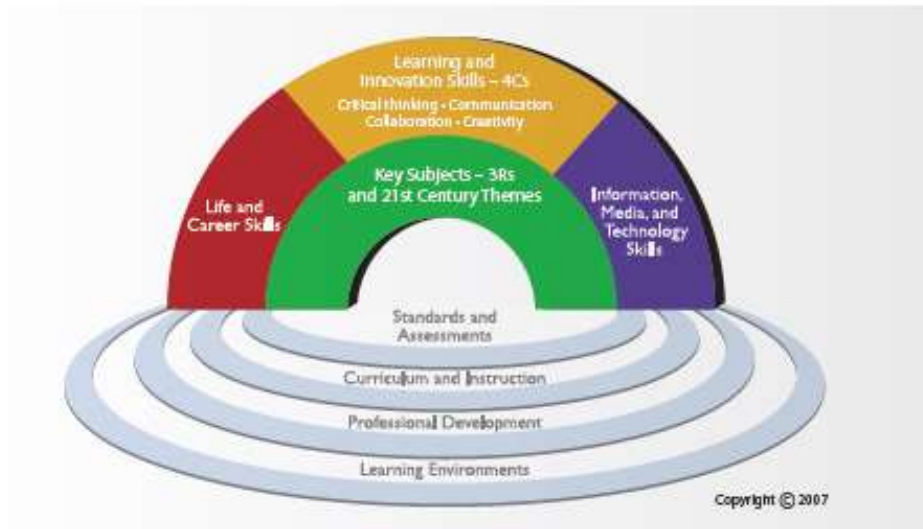 Learning and
Innovation Skills – 4Cs
Critical thinking • Communication
Collaboration • Creativity
Key Subjects – 3Rs
and 21st Century Themes
Life and
Career Skills
Information,
Media, and
Technology
Skills
Standards and
Assessments
Curriculum and Instruction
Professional Development
Learning Environments
Copyright © 2007